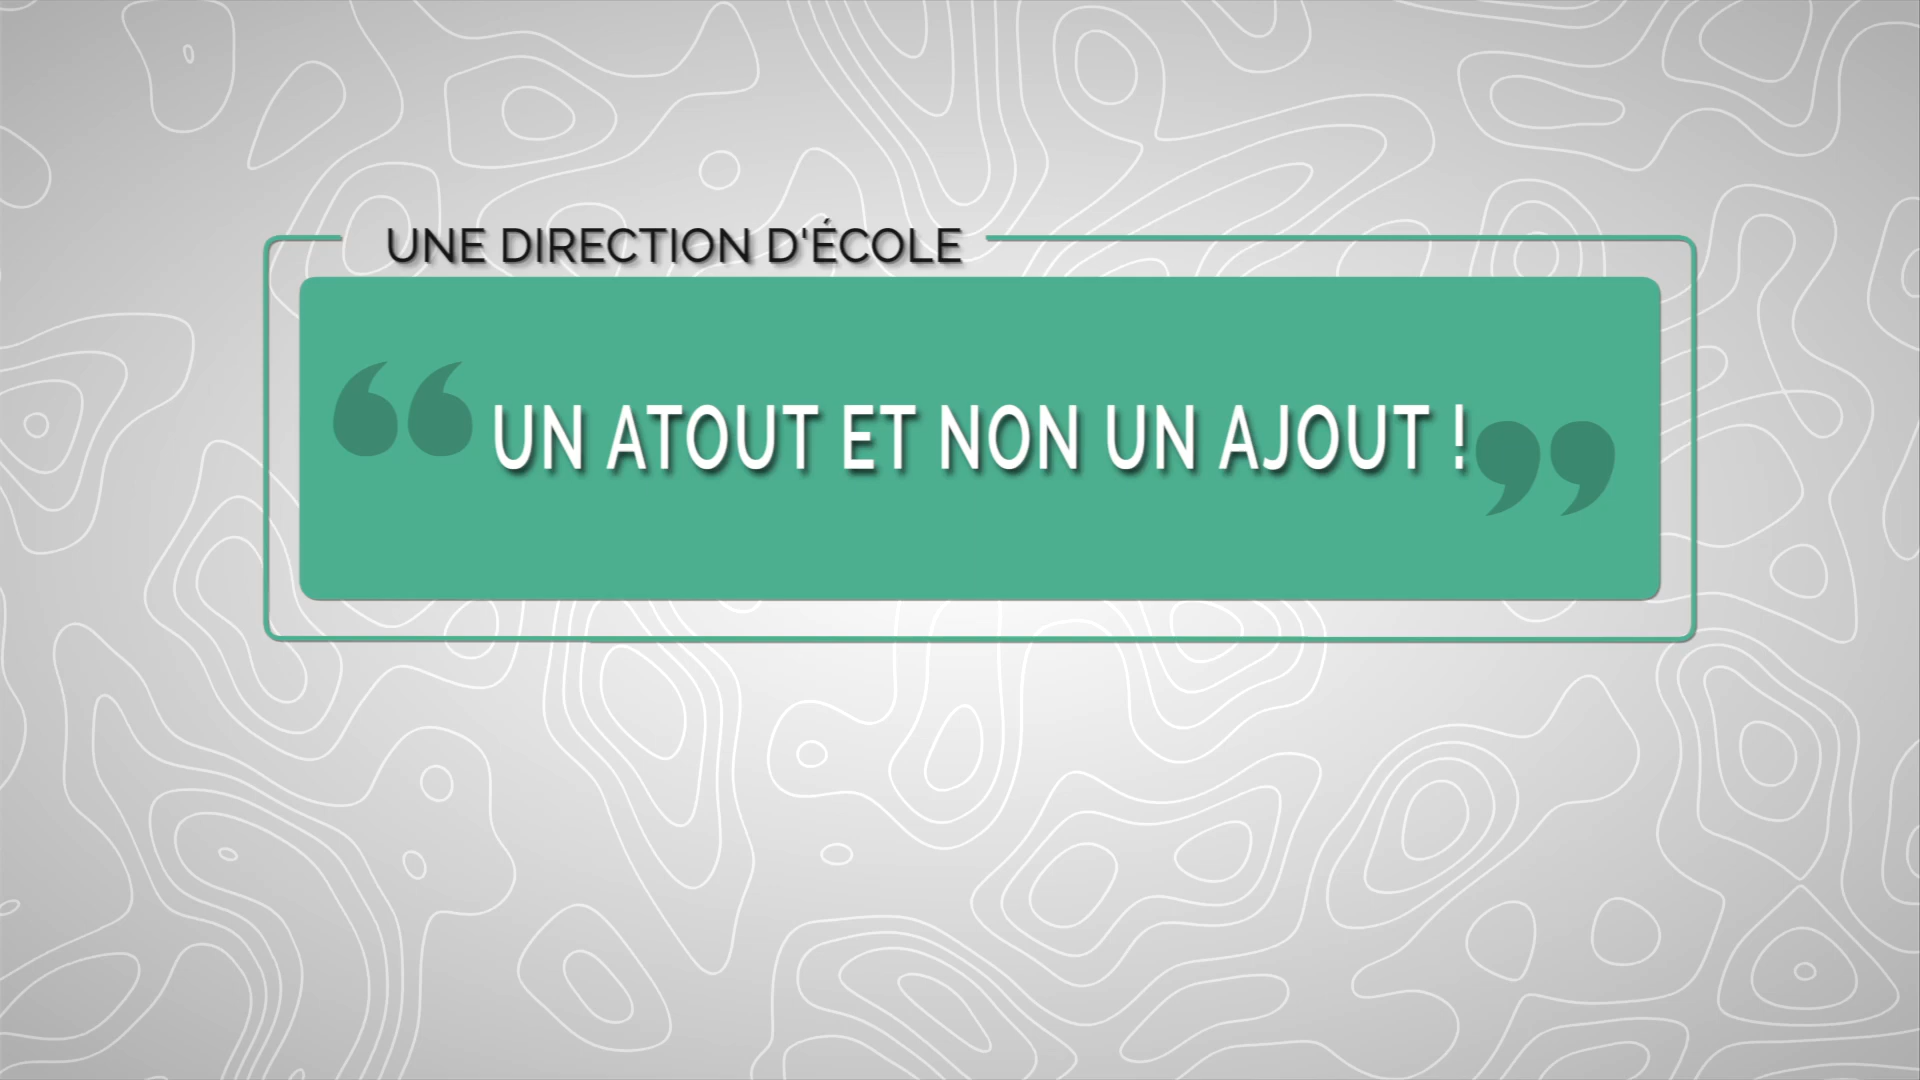 UNE DIRECTION D'ÉCOLE
“ UN ATOUT ET NON UN AJOUT ! ”